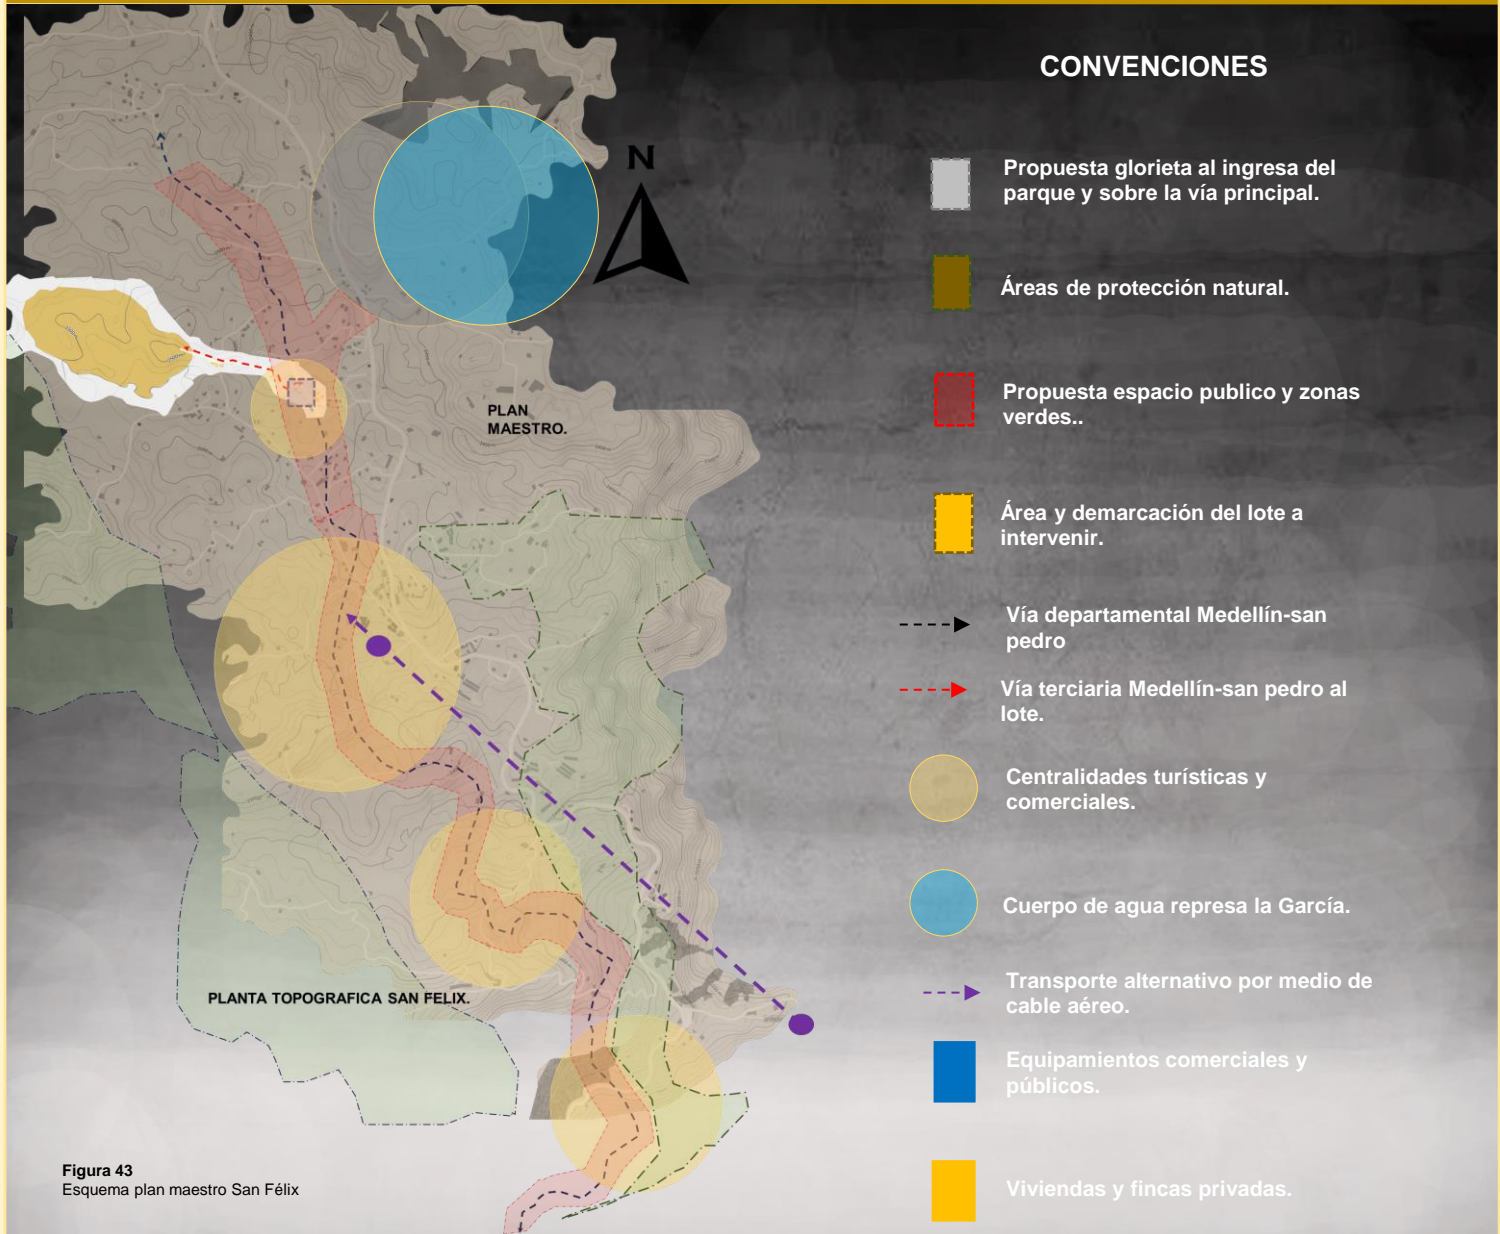 CONVENCIONES
N
Propuesta glorieta al ingresa del
parque y sobre la vía principal.
Áreas de protección natural.
Propuesta espacio publico y zonas
verdes..
PLAN
MAESTRO.
Área y demarcación del lote a
intervenir.
Vía departamental Medellín-san
pedro
Vía terciaria Medellín-san pedro al
lote.
Centralidades turísticas y
comerciales.
Cuerpo de agua represa la García.
Transporte alternativo por medio de
cable aéreo.
PLANTA TOPOGRAFICA SAN FELIX.
Equipamientos comerciales y
públicos.
Viviendas y fincas privadas.
Figura 43
Esquema plan maestro San Félix